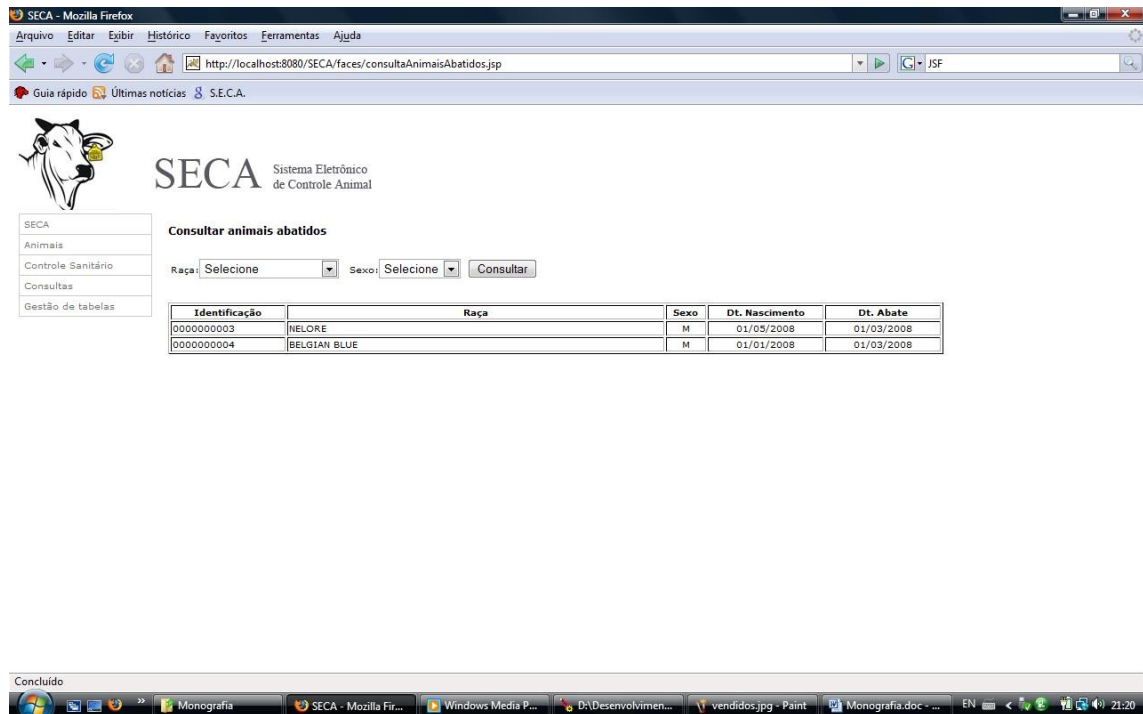 SECA - Mozilla Firefox
Arquivo Editar Exibir Histórico Favoritos Ferramentas Ajuda
http://localhost:8080/SECA/faces/consultaAnimaisAbatidos.jsp
G JSF
Guia rápido Últimas notícias S.E.C.A.
SECA Sistema Eletrônico
de Controle Animal
SECA
Animais
Controle Sanitário
Consultas
Gestão de tabelas
Consultar animais abatidos
Raça: Selecione Sexo: Selecione Consultar
Identificação Raça Sexo Dt. Nascimento Dt. Abate
0000000003 NELORE M 01/05/2008 01/03/2008
0000000004 BELGIAN BLUE M 01/01/2008 01/03/2008
Concluído
Monografia SECA - Mozilla Fir... Windows Media P... D:\Desenvolvimen... vendidos.jpg - Paint Monografia.doc - ... EN 21:20